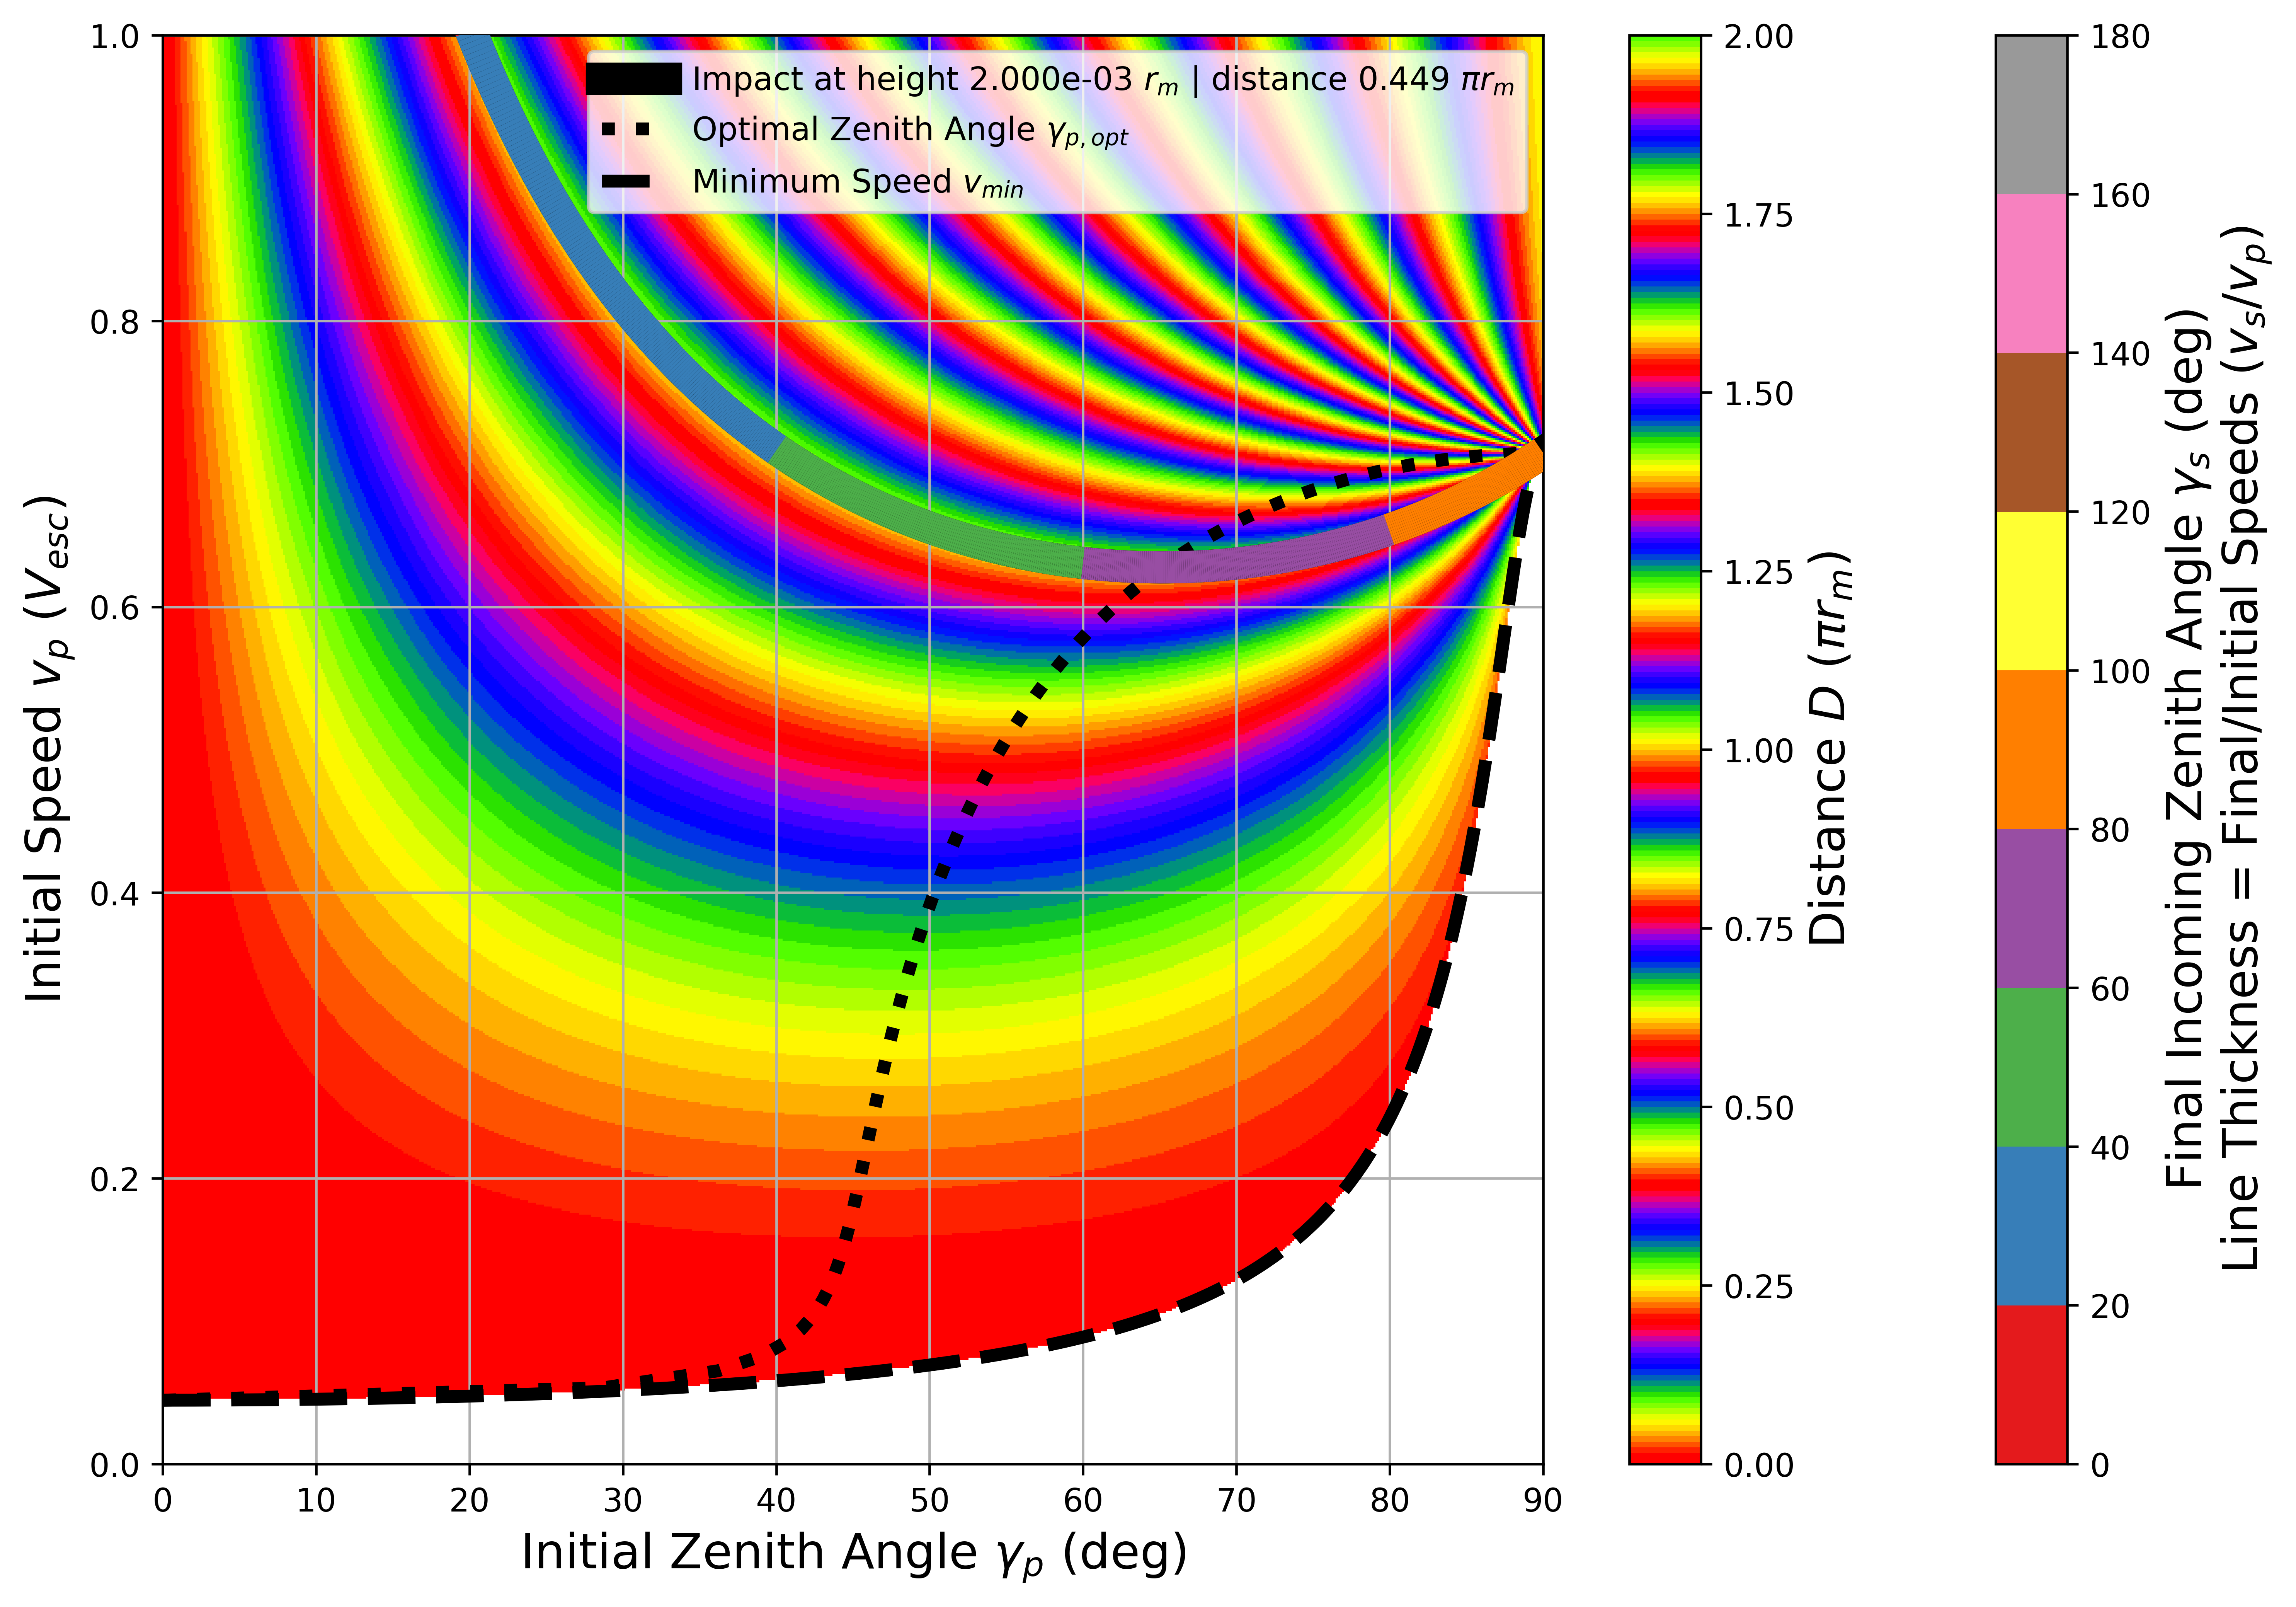 Impact at height 2.000e-03 r_m | distance 0.449 πr_m
Optimal Zenith Angle γ_p,opt
Minimum Speed v_min
Initial Speed v_p (V_esc)
1.0
0.8
0.6
0.4
0.2
0.0
0 10 20 30 40 50 60 70 80 90
Initial Zenith Angle γ_p (deg)
2.00
1.75
1.50
1.25
1.00
0.75
0.50
0.25
0.00
Distance D (πr_m)
180
160
140
120
100
80
60
40
20
0
Final Incoming Zenith Angle γ_s (deg)
Line Thickness = Final/Initial Speeds (v_s/v_p)